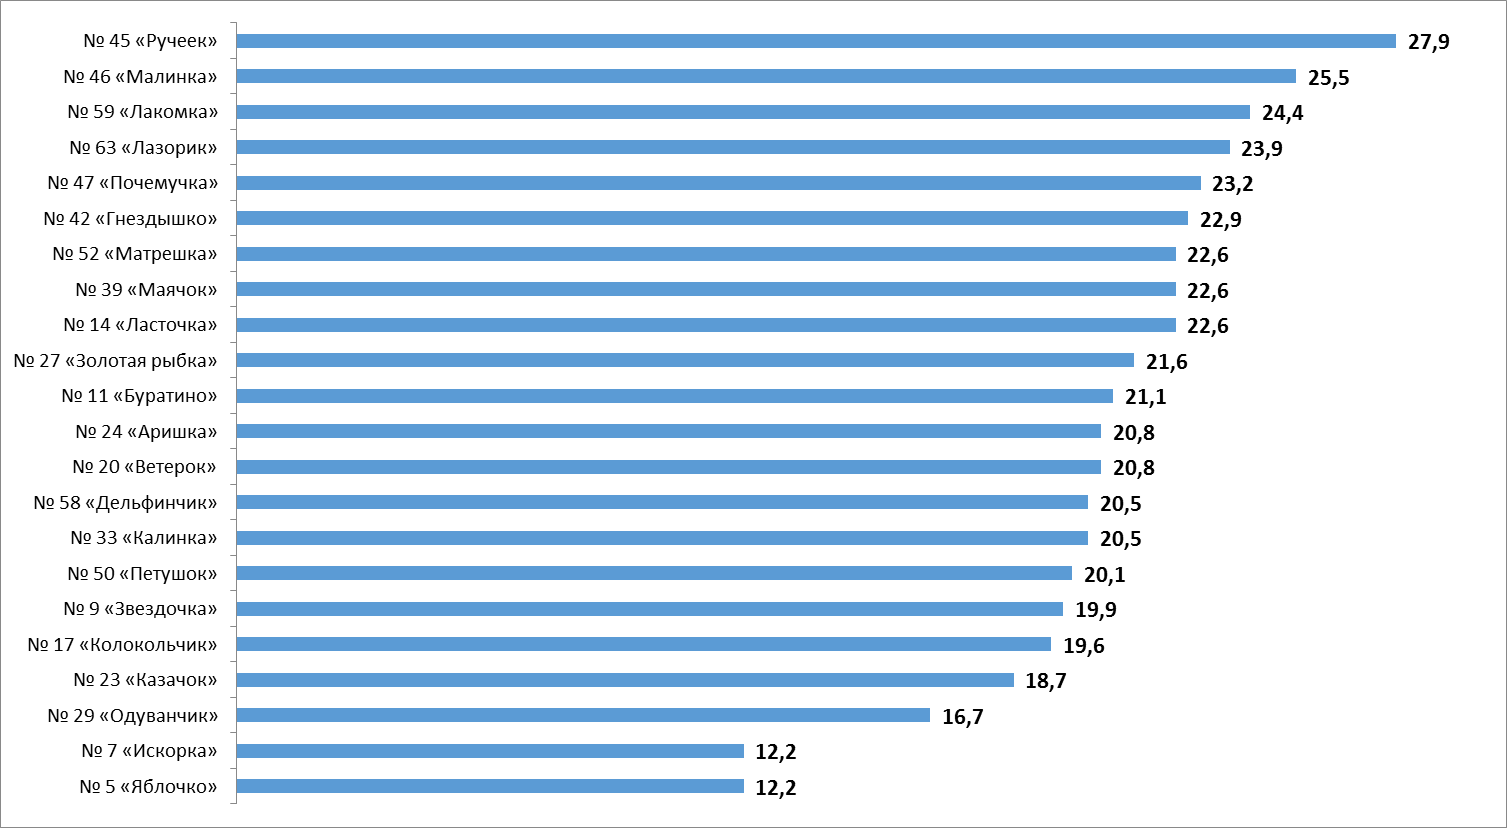 № 45 «Ручеек» 27,9
№ 46 «Малинка» 25,5
№ 59 «Лакомка» 24,4
№ 63 «Лазорик» 23,9
№ 47 «Почемучка» 23,2
№ 42 «Гнездышко» 22,9
№ 52 «Матрешка» 22,6
№ 39 «Маячок» 22,6
№ 14 «Ласточка» 22,6
№ 27 «Золотая рыбка» 21,6
№ 11 «Буратино» 21,1
№ 24 «Аришка» 20,8
№ 20 «Ветерок» 20,8
№ 58 «Дельфинчик» 20,5
№ 33 «Калинка» 20,5
№ 50 «Петушок» 20,1
№ 9 «Звездочка» 19,9
№ 17 «Колокольчик» 19,6
№ 23 «Казачок» 18,7
№ 29 «Одуванчик» 16,7
№ 7 «Искорка» 12,2
№ 5 «Яблочко» 12,2